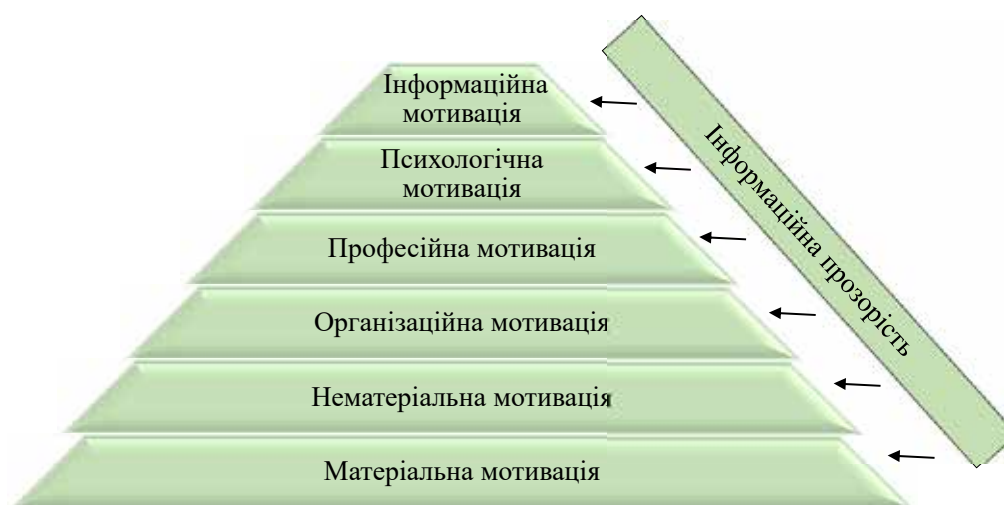 Інформаційна
мотивація
Психологічна
мотивація
Професійна мотивація
Організаційна мотивація
Нематеріальна мотивація
Матеріальна мотивація
Інформаційна прозорість